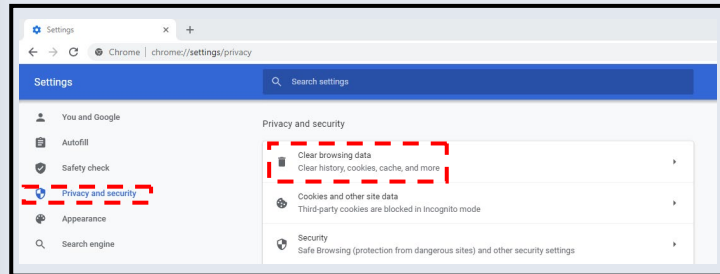 Settings
Chrome | chrome://settings/privacy
Settings
Search settings
You and Google
Autofill
Safety check
Privacy and security
Appearance
Search engine
Privacy and security
Clear browsing data
Clear history, cookies, cache, and more
Cookies and other site data
Third-party cookies are blocked in Incognito mode
Security
Safe Browsing (protection from dangerous sites) and other security settings